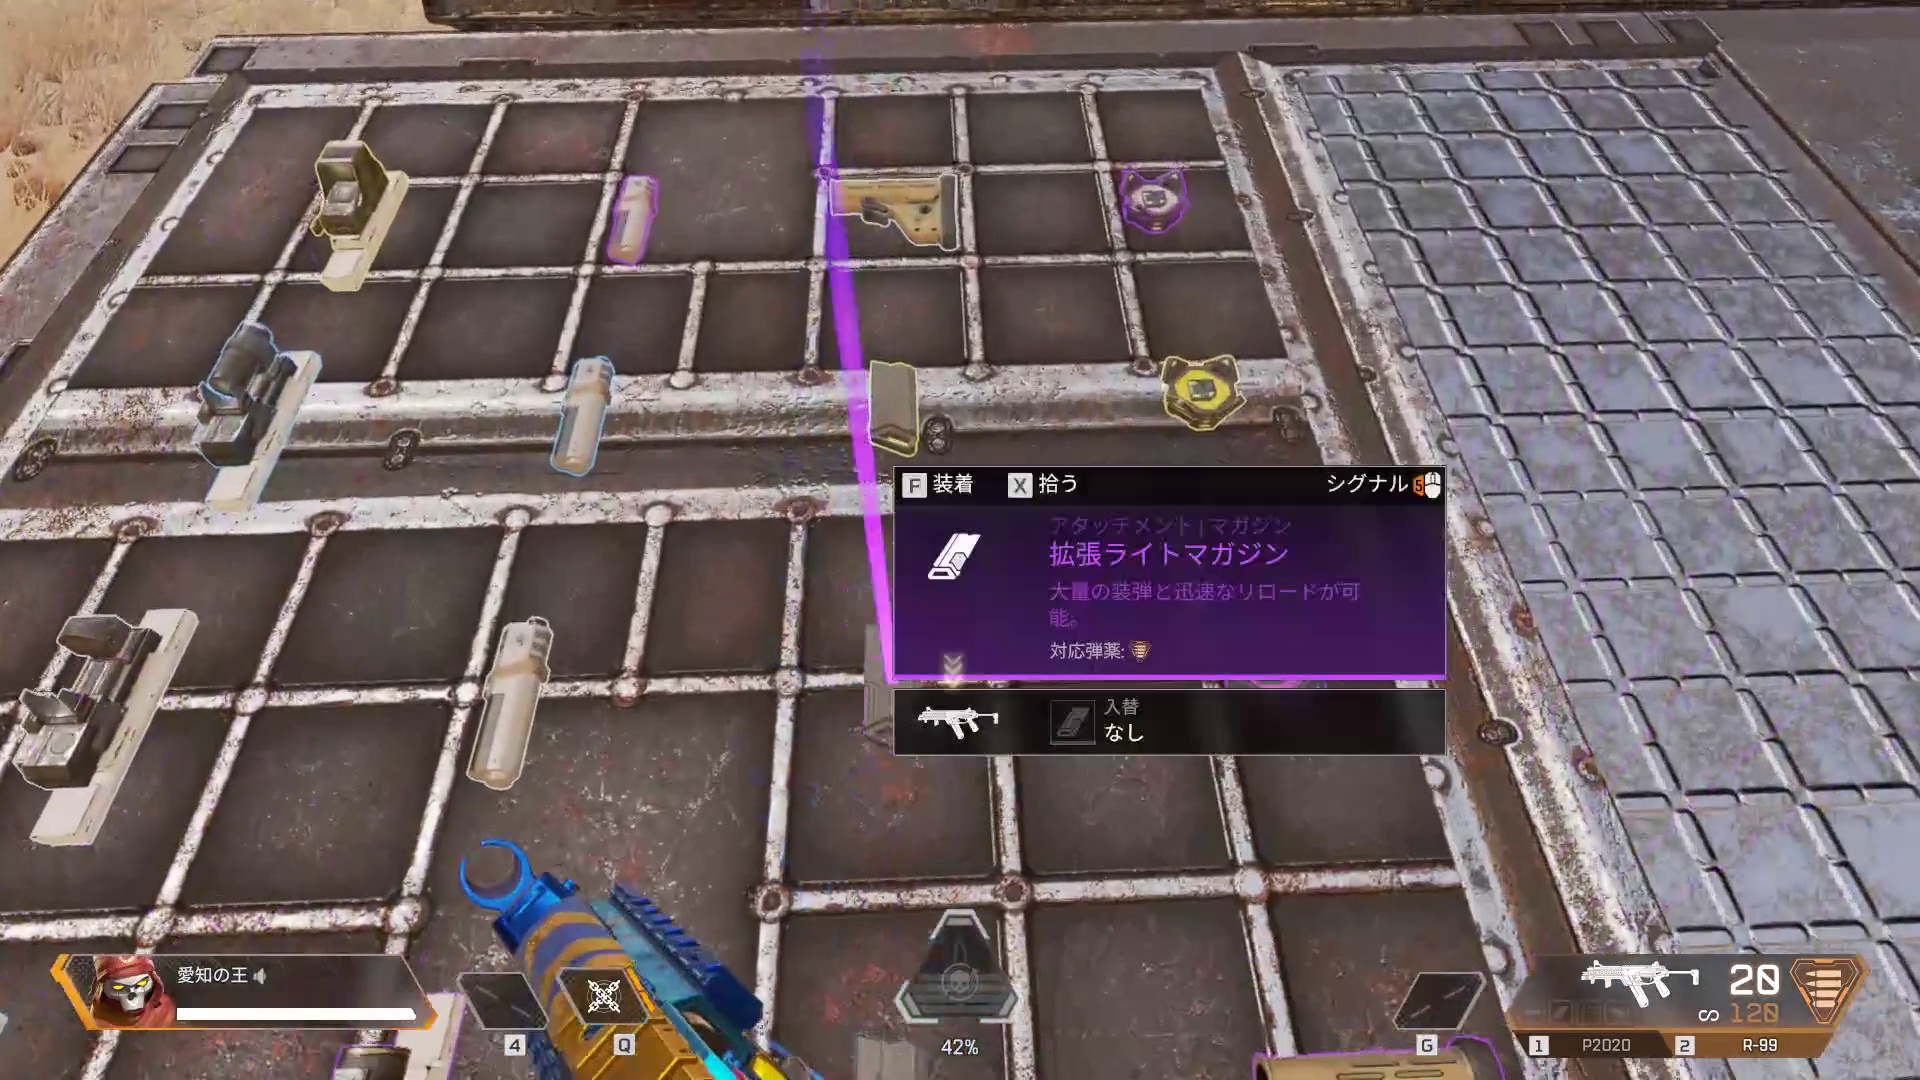 F 装着 X 拾う シグナル 5
アタッチメント | マガジン
拡張ライトマガジン
大量の装弾と迅速なリロードが可
能。
対応弾薬:
入替
なし
愛知の王
4
Q
42%
G
20
∞ 120
1 P2020 2 R-99